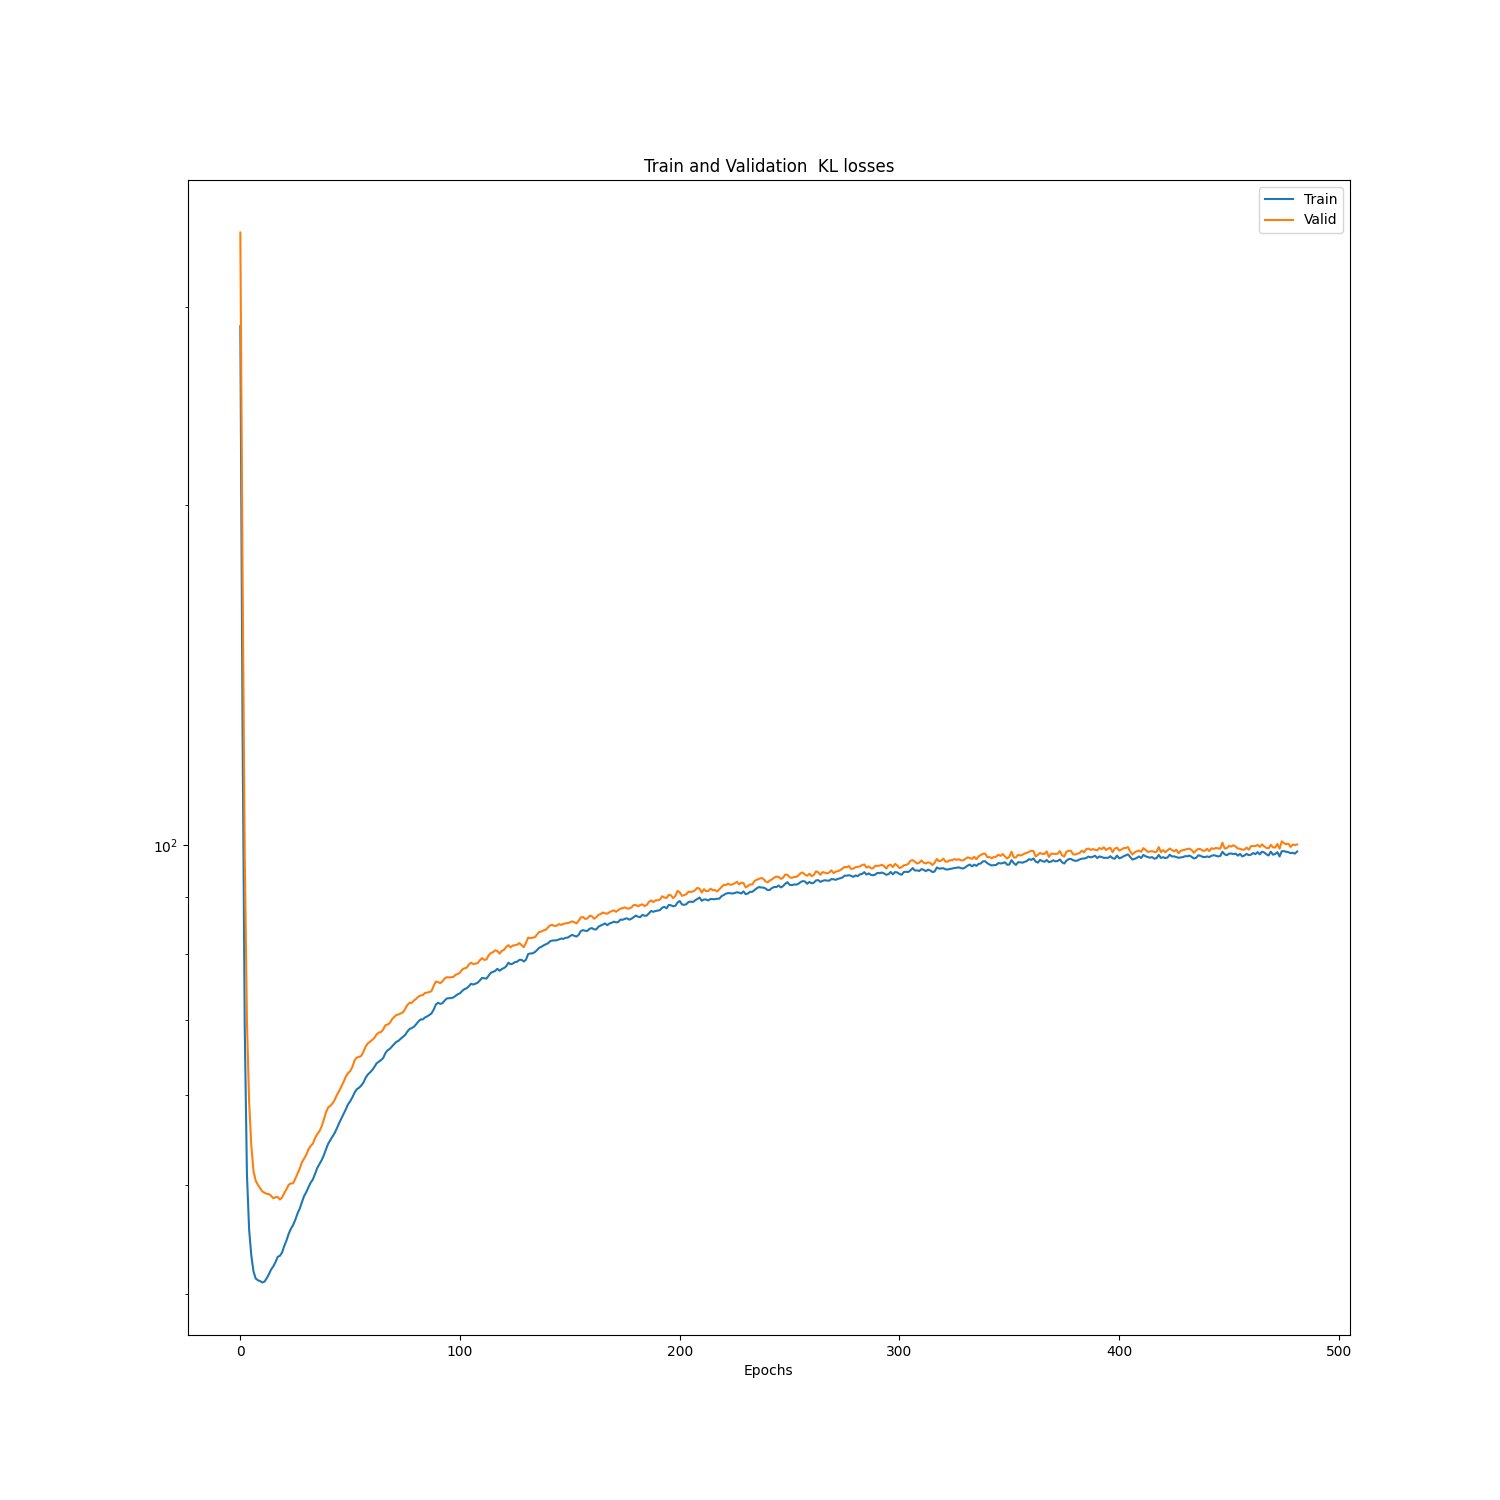 Train and Validation  KL losses
Train
Valid
10²
0 100 200 300 400 500
Epochs